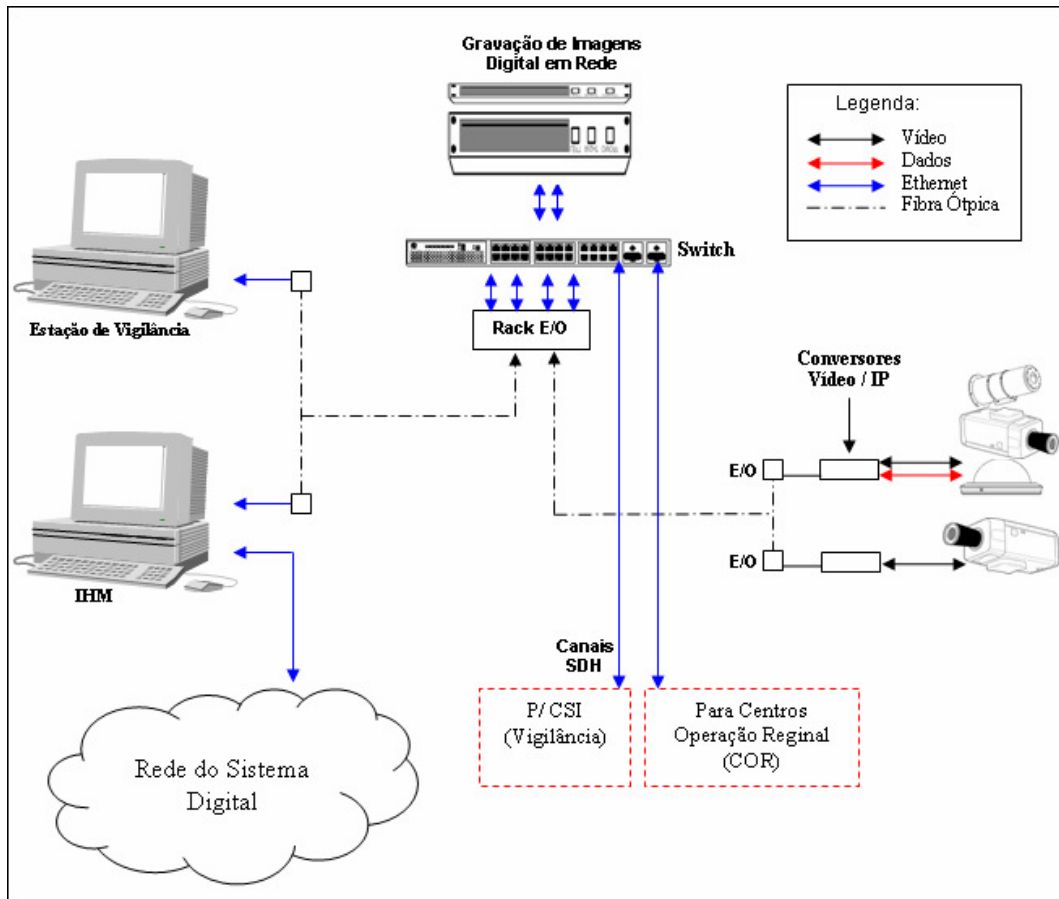 Gravação de Imagens
Digital em Rede
Legenda:
Vídeo
Dados
Ethernet
Fibra Ótpica
Switch
Estação de Vigilância
Rack E/O
Conversores
Vídeo / IP
E/O
E/O
IHM
Canais
SDH
P/ CSI
(Vigilância)
Para Centros
Operação Reginal
(COR)
Rede do Sistema
Digital